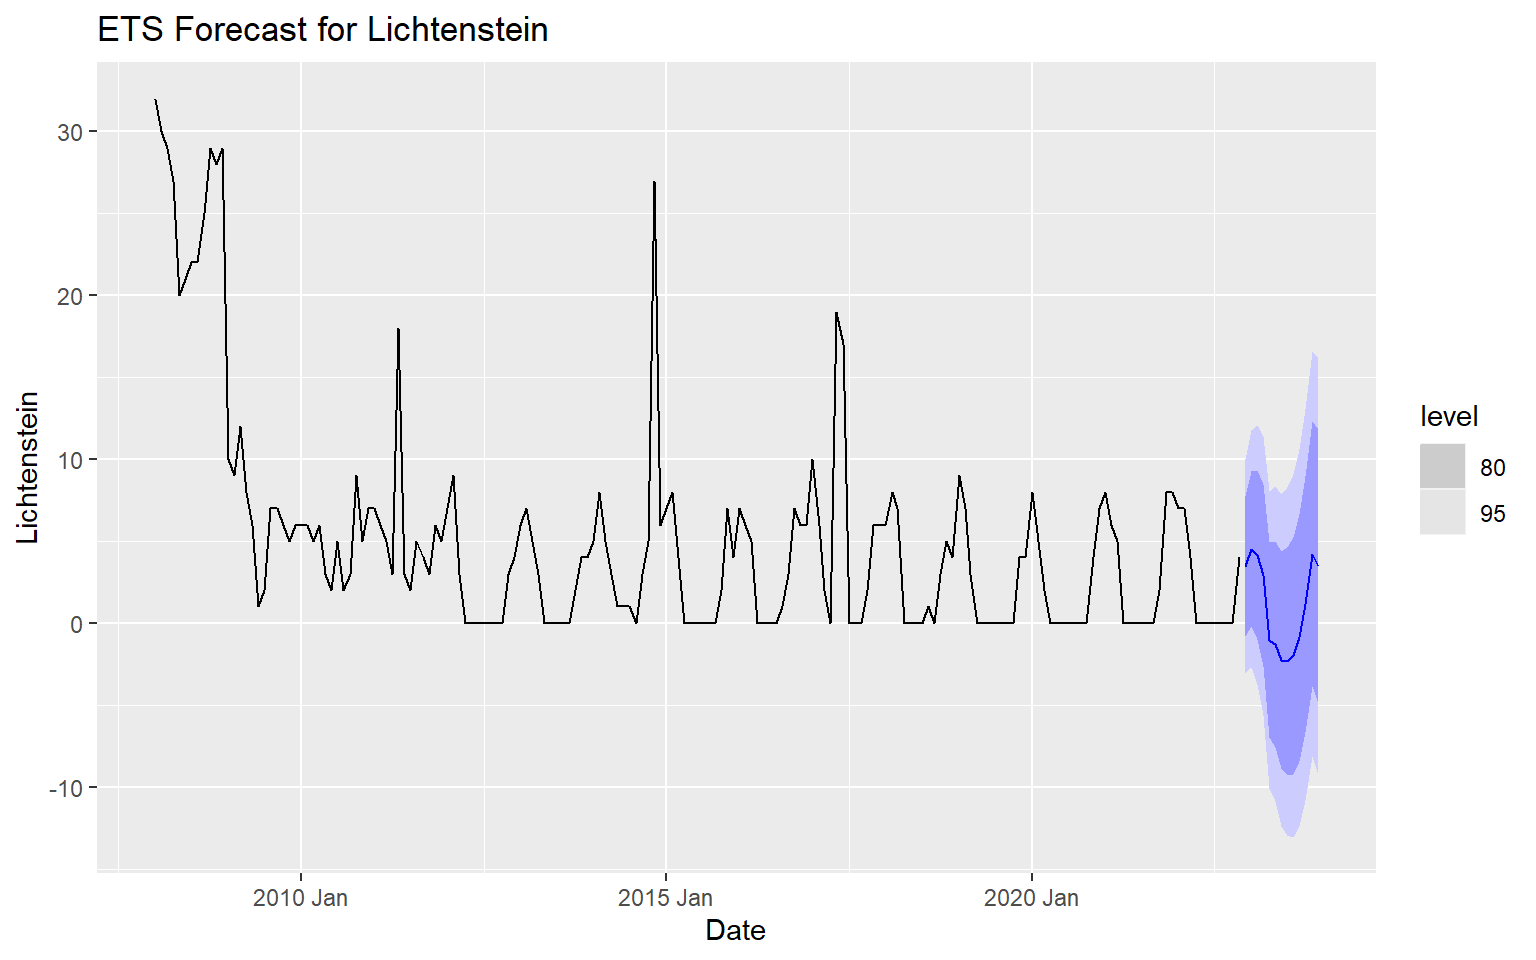 ETS Forecast for Lichtenstein
30
20
10
0
-10
Lichtenstein
2010 Jan
2015 Jan
2020 Jan
Date
level
80
95